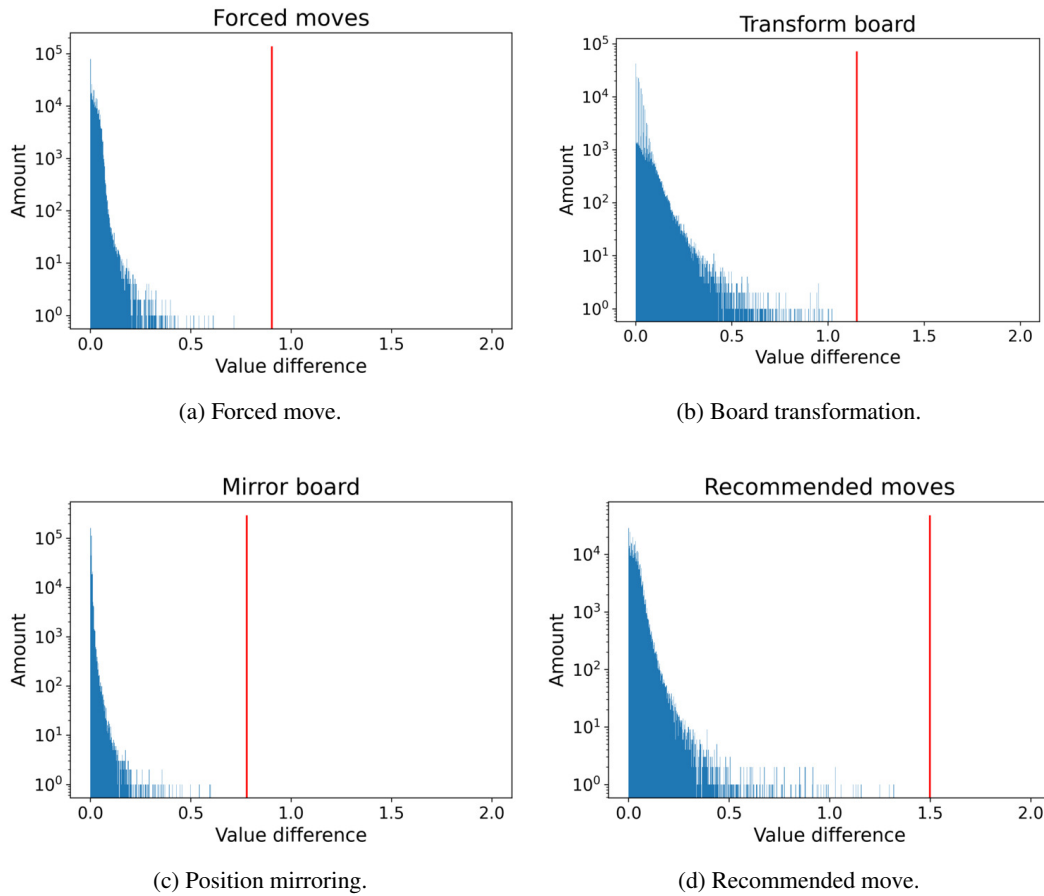 Forced moves
10^5
10^4
10^3
10^2
10^1
10^0
Amount
0.0 0.5 1.0 1.5 2.0
Value difference
(a) Forced move.
Transform board
10^5
10^4
10^3
10^2
10^1
10^0
Amount
0.0 0.5 1.0 1.5 2.0
Value difference
(b) Board transformation.
Mirror board
10^5
10^4
10^3
10^2
10^1
10^0
Amount
0.0 0.5 1.0 1.5 2.0
Value difference
(c) Position mirroring.
Recommended moves
10^4
10^3
10^2
10^1
10^0
Amount
0.0 0.5 1.0 1.5 2.0
Value difference
(d) Recommended move.